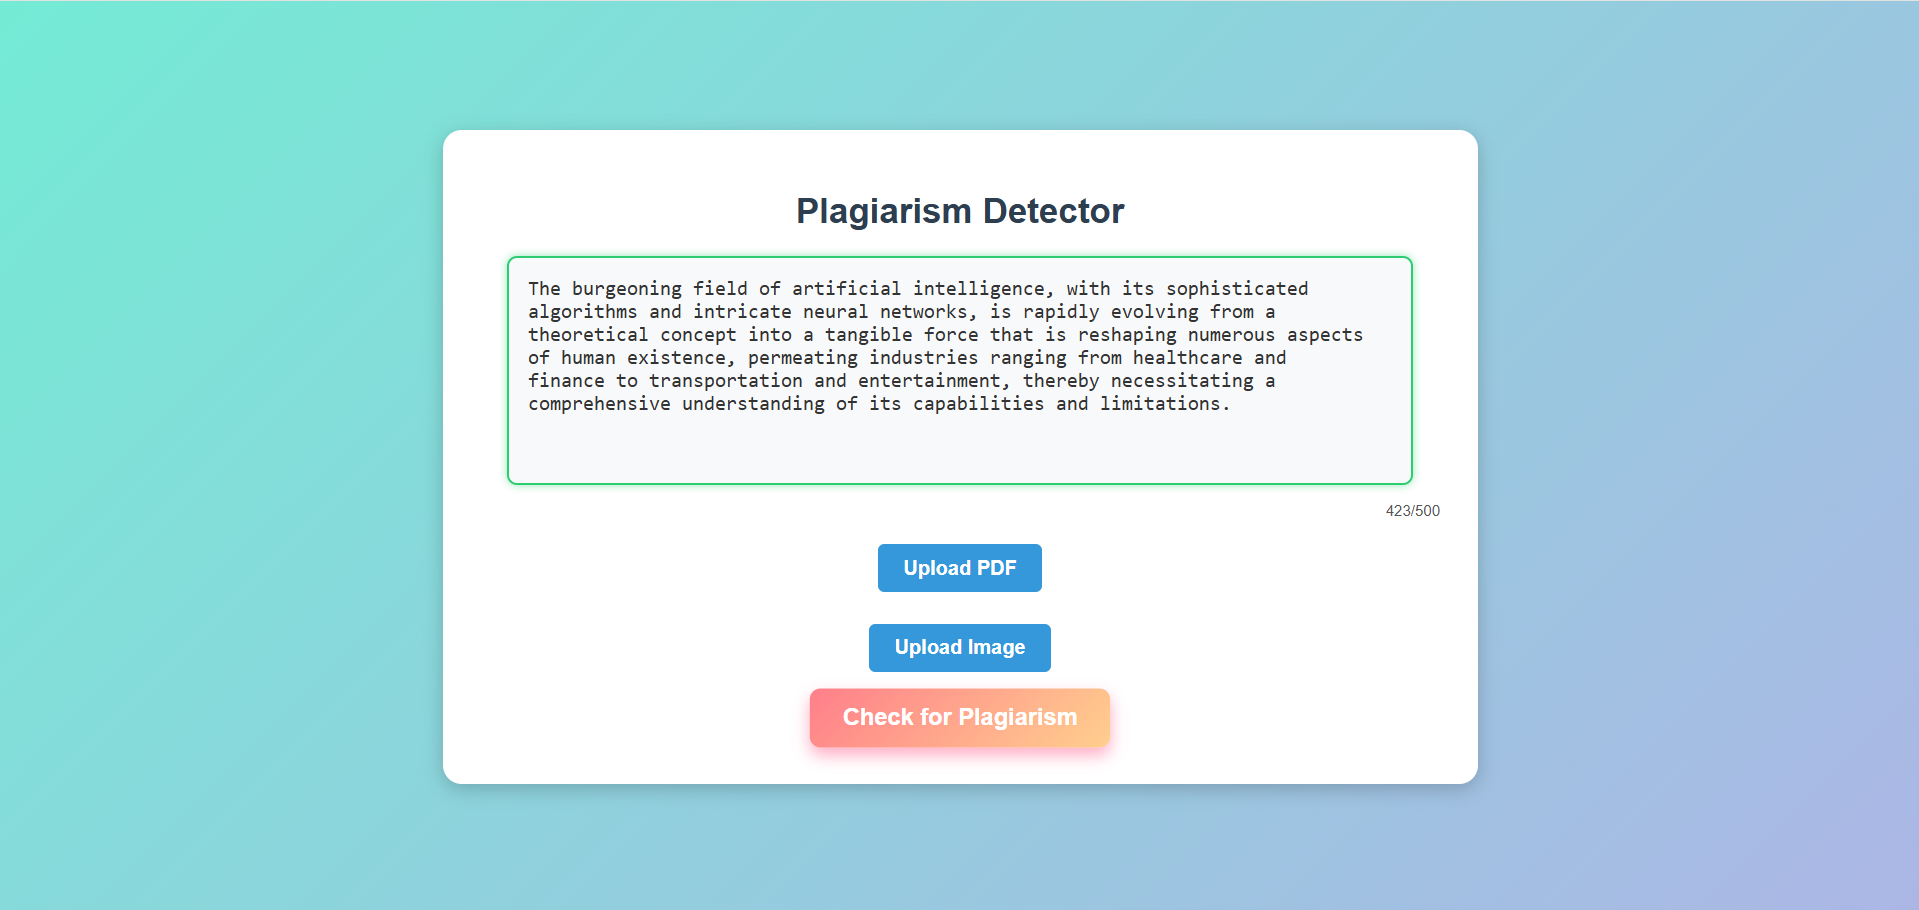 Plagiarism Detector
The burgeoning field of artificial intelligence, with its sophisticated
algorithms and intricate neural networks, is rapidly evolving from a
theoretical concept into a tangible force that is reshaping numerous aspects
of human existence, permeating industries ranging from healthcare and
finance to transportation and entertainment, thereby necessitating a
comprehensive understanding of its capabilities and limitations.
423/500
Upload PDF
Upload Image
Check for Plagiarism